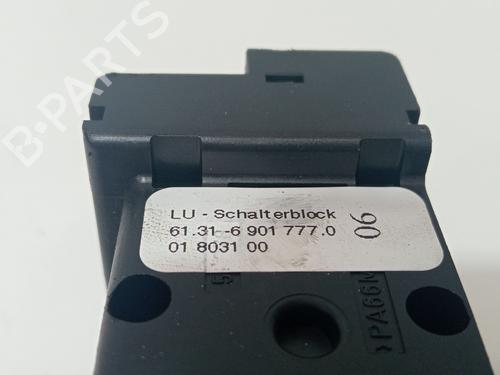 B-PARTS
LU - Schalterblock
61.31-6 901 777.0
01 8031 00
06
>PA66M